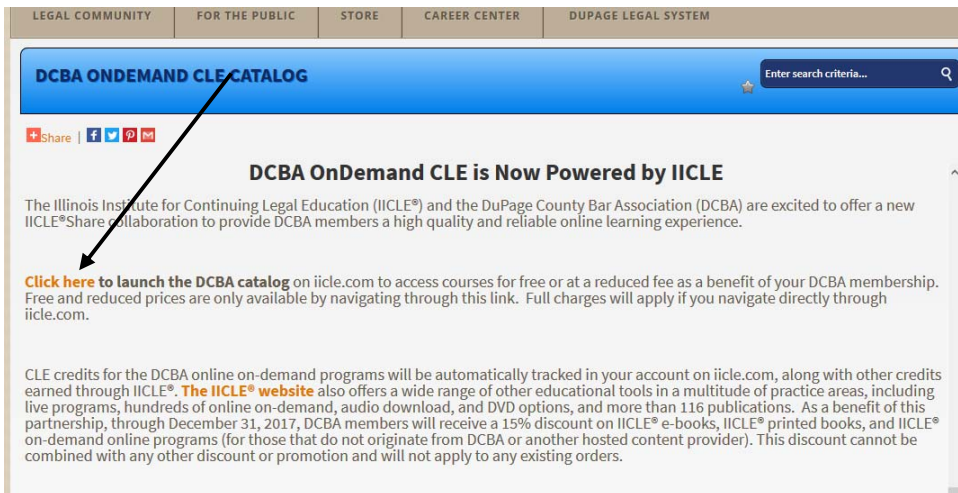 LEGAL COMMUNITY FOR THE PUBLIC STORE CAREER CENTER DUPAGE LEGAL SYSTEM
DCBA ONDEMAND CLE CATALOG
Enter search criteria...
Share |
DCBA OnDemand CLE is Now Powered by IICLE
The Illinois Institute for Continuing Legal Education (IICLE®) and the DuPage County Bar Association (DCBA) are excited to offer a new
IICLE®Share collaboration to provide DCBA members a high quality and reliable online learning experience.
Click here to launch the DCBA catalog on iicle.com to access courses for free or at a reduced fee as a benefit of your DCBA membership.
Free and reduced prices are only available by navigating through this link. Full charges will apply if you navigate directly through
iicle.com.
CLE credits for the DCBA online on-demand programs will be automatically tracked in your account on iicle.com, along with other credits
earned through IICLE®. The IICLE® website also offers a wide range of other educational tools in a multitude of practice areas, including
live programs, hundreds of online on-demand, audio download, and DVD options, and more than 116 publications. As a benefit of this
partnership, through December 31, 2017, DCBA members will receive a 15% discount on IICLE® e-books, IICLE® printed books, and IICLE®
on-demand online programs (for those that do not originate from DCBA or another hosted content provider). This discount cannot be
combined with any other discount or promotion and will not apply to any existing orders.